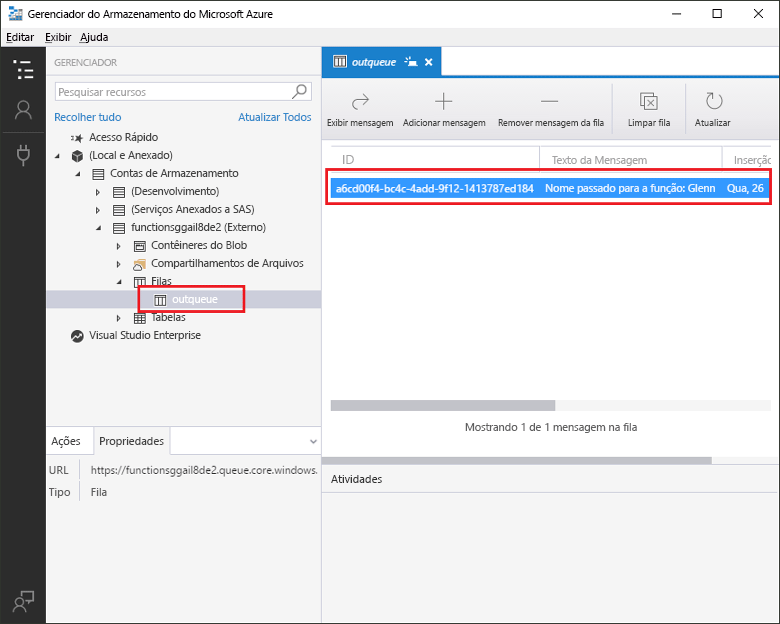 Gerenciador do Armazenamento do Microsoft Azure
Editar Exibir Ajuda
GERENCIADOR
Pesquisar recursos
Recolher tudo Atualizar Todos
Acesso Rápido
(Local e Anexado)
Contas de Armazenamento
(Desenvolvimento)
(Serviços Anexados a SAS)
functionsggail8de2 (Externo)
Contêineres do Blob
Compartilhamentos de Arquivos
Filas
outqueue
Tabelas
Visual Studio Enterprise
Ações Propriedades
URL https://functionsggail8de2.queue.core.windows.
Tipo Fila
outqueue
Exibir mensagem Adicionar mensagem Remover mensagem da fila Limpar fila Atualizar
ID Texto da Mensagem Inserção
a6cd00f4-bc4c-4add-9f12-1413787ed184 Nome passado para a função: Glenn Qua, 26
Mostrando 1 de 1 mensagem na fila
Atividades